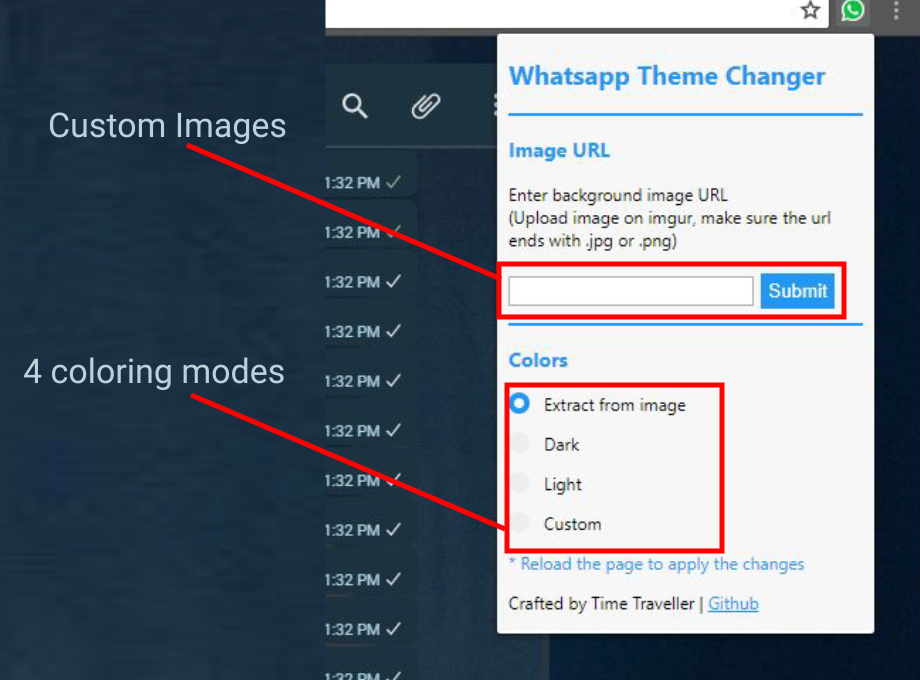 Whatsapp Theme Changer
Custom Images
Image URL
Enter background image URL
(Upload image on imgur, make sure the url
ends with .jpg or .png)
Submit
4 coloring modes
Colors
Extract from image
Dark
Light
Custom
* Reload the page to apply the changes
Crafted by Time Traveller | Github
1:32 PM
1:32 PM
1:32 PM
1:32 PM
1:32 PM
1:32 PM
1:32 PM
1:32 PM
1:32 PM
1:32 PM
1:32 PM